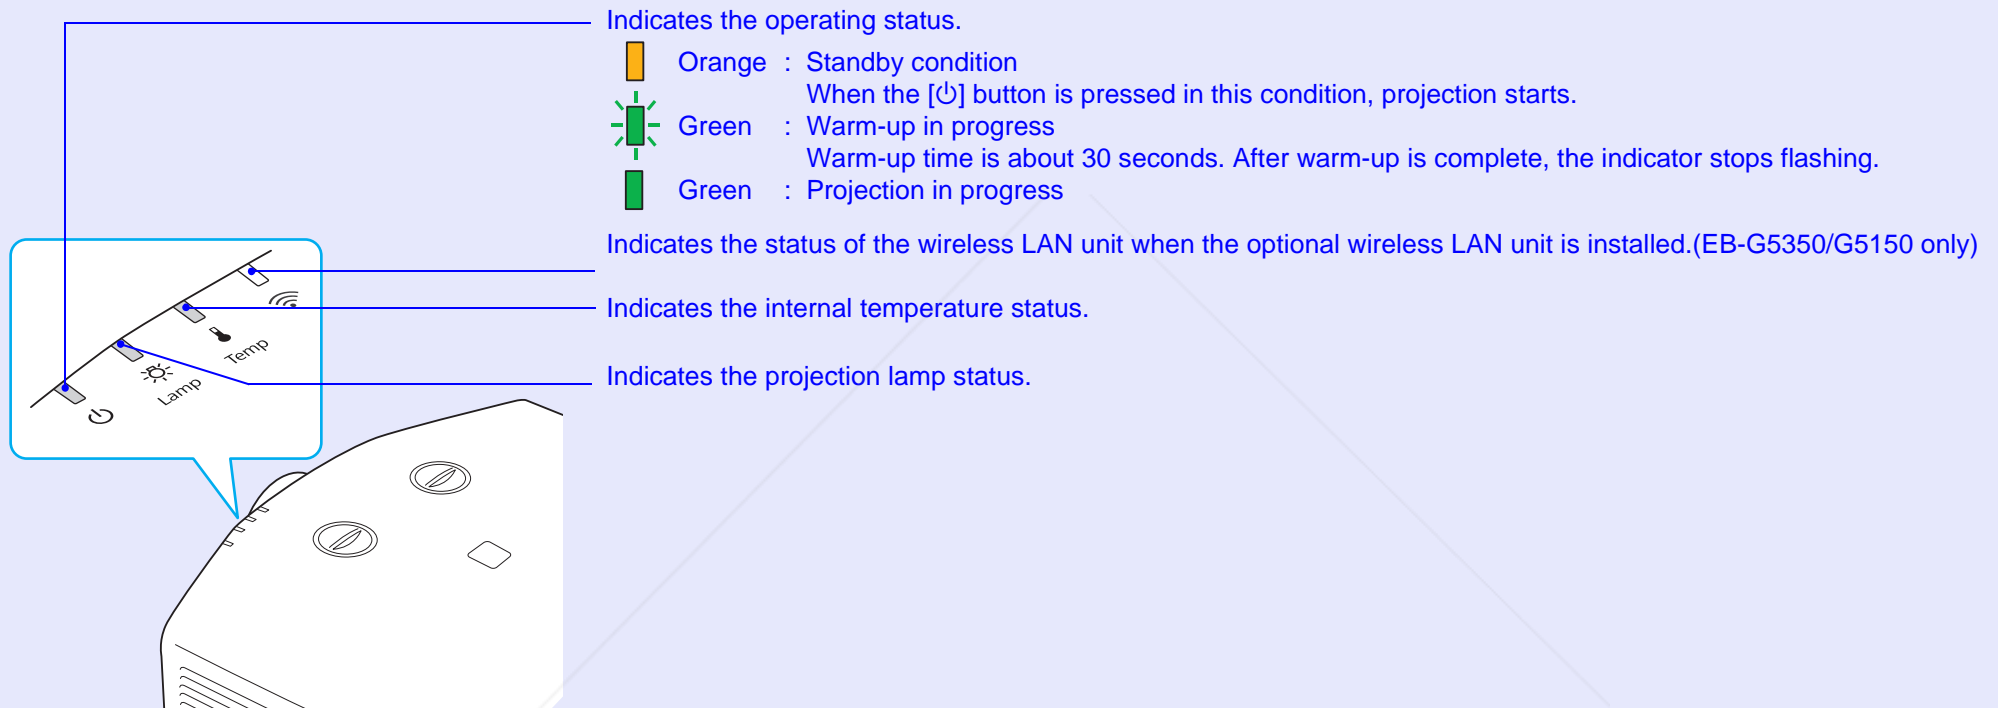 Indicates the operating status.
Orange : Standby condition
When the [⏻] button is pressed in this condition, projection starts.
Green : Warm-up in progress
Warm-up time is about 30 seconds. After warm-up is complete, the indicator stops flashing.
Green : Projection in progress
Indicates the status of the wireless LAN unit when the optional wireless LAN unit is installed.(EB-G5350/G5150 only)
Indicates the internal temperature status.
Temp
Indicates the projection lamp status.
Lamp